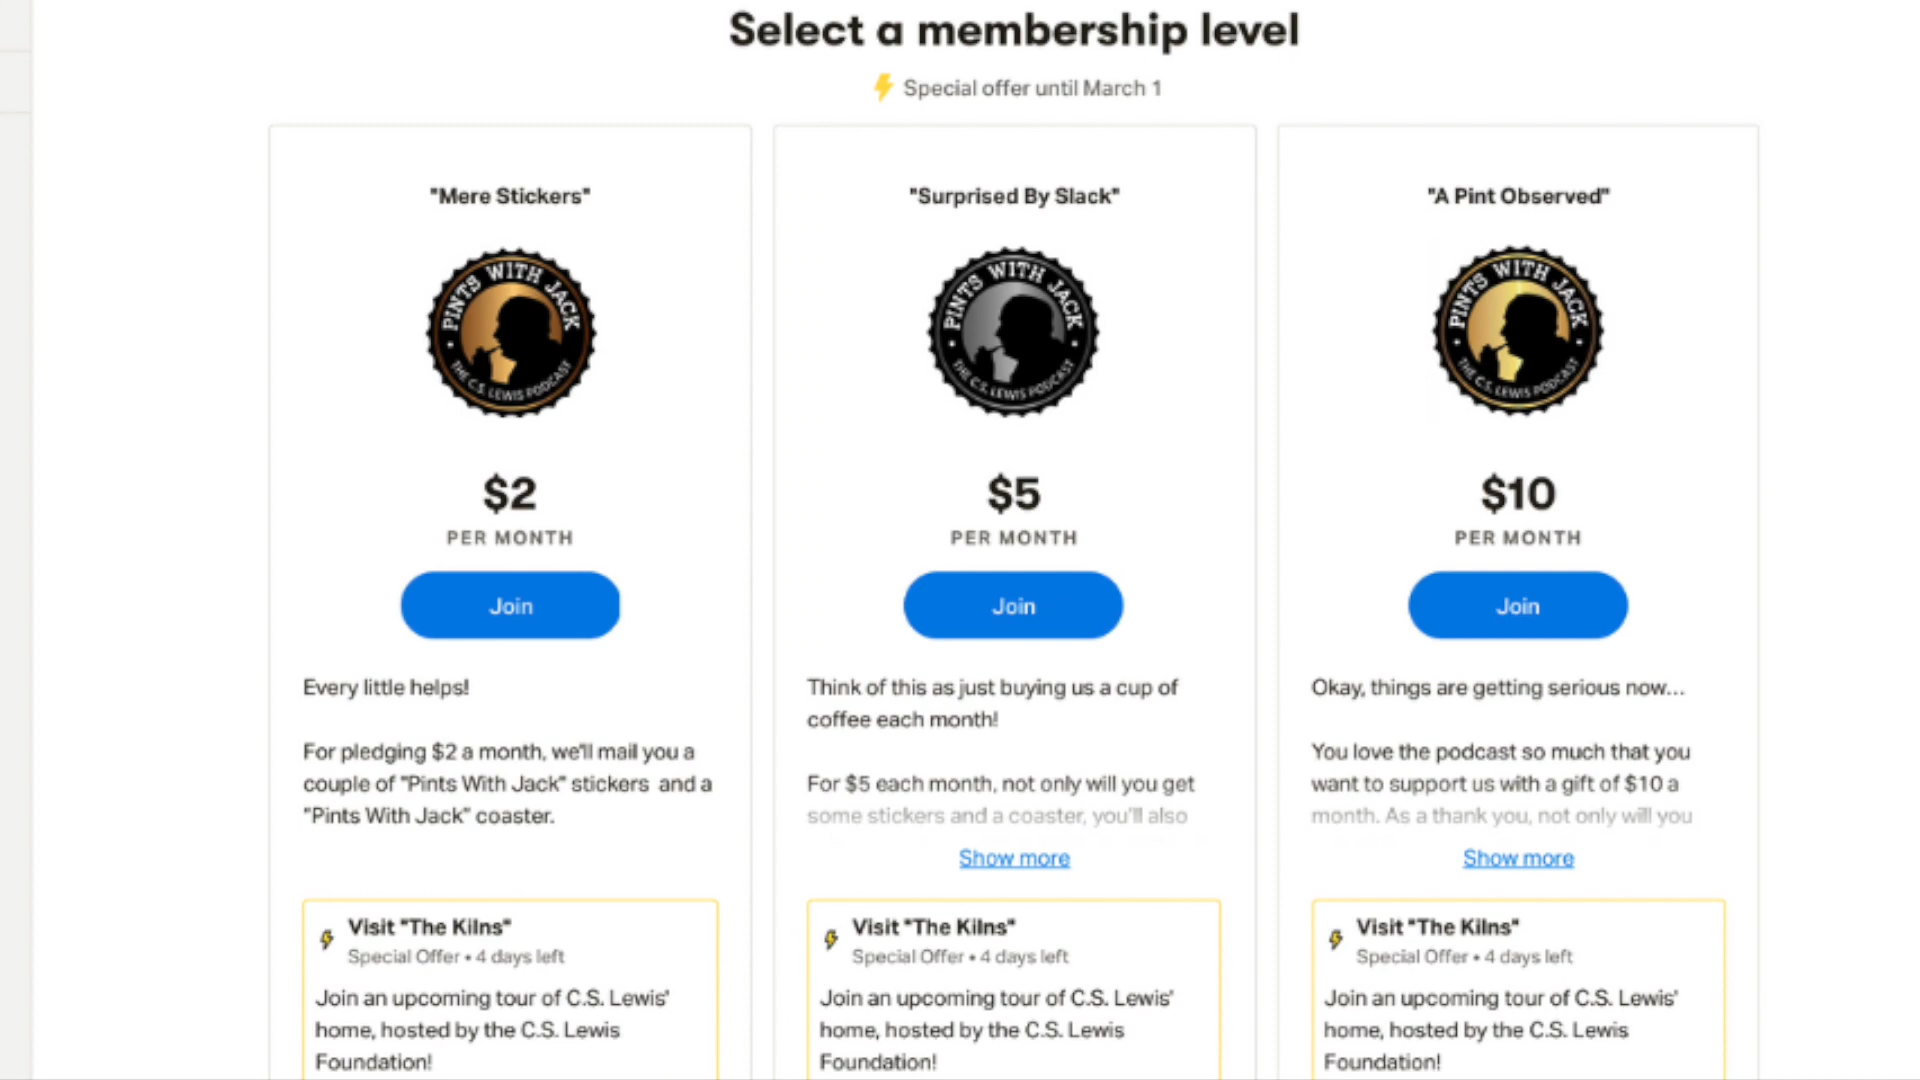 Select a membership level
Special offer until March 1
"Mere Stickers"
PINTS WITH JACK
THE C.S. LEWIS PODCAST
$2
PER MONTH
Join
Every little helps!
For pledging $2 a month, we'll mail you a
couple of "Pints With Jack" stickers and a
"Pints With Jack" coaster.
Visit "The Kilns"
Special Offer • 4 days left
Join an upcoming tour of C.S. Lewis'
home, hosted by the C.S. Lewis
Foundation!
"Surprised By Slack"
PINTS WITH JACK
THE C.S. LEWIS PODCAST
$5
PER MONTH
Join
Think of this as just buying us a cup of
coffee each month!
For $5 each month, not only will you get
some stickers and a coaster, you'll also
Show more
Visit "The Kilns"
Special Offer • 4 days left
Join an upcoming tour of C.S. Lewis'
home, hosted by the C.S. Lewis
Foundation!
"A Pint Observed"
PINTS WITH JACK
THE C.S. LEWIS PODCAST
$10
PER MONTH
Join
Okay, things are getting serious now...
You love the podcast so much that you
want to support us with a gift of $10 a
month. As a thank you, not only will you
Show more
Visit "The Kilns"
Special Offer • 4 days left
Join an upcoming tour of C.S. Lewis'
home, hosted by the C.S. Lewis
Foundation!